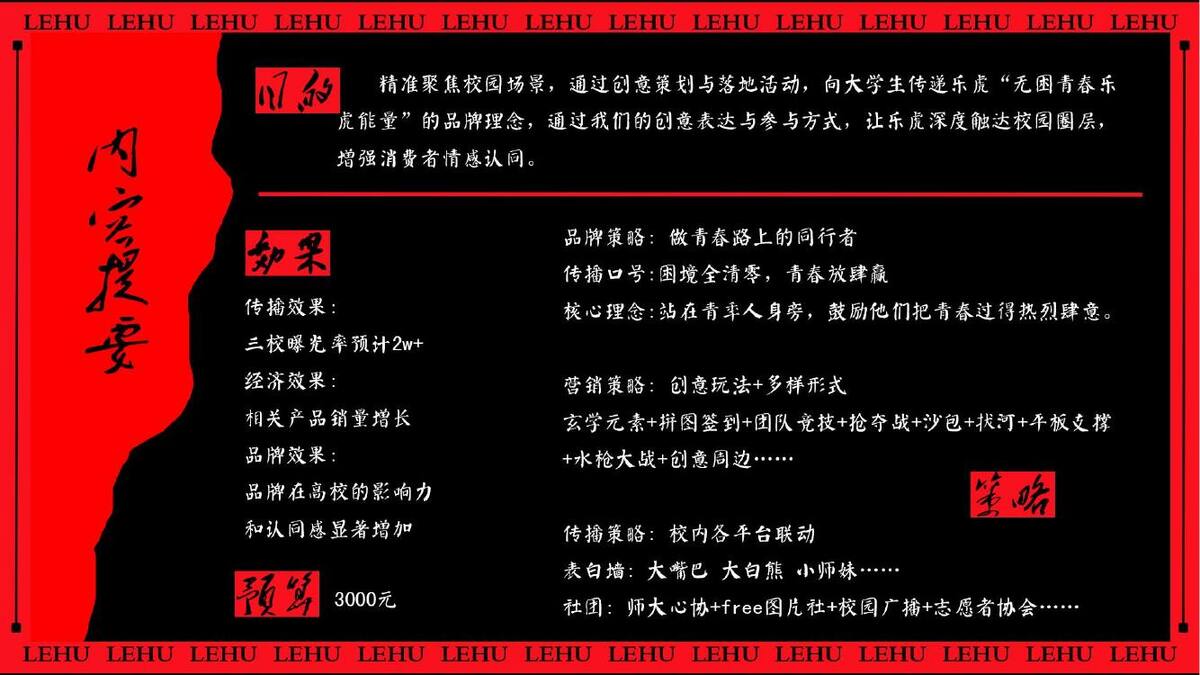 LEHU LEHU LEHU LEHU LEHU LEHU LEHU LEHU LEHU LEHU LEHU LEHU LEHU LEHU
内容提要
目的
精准聚焦校园场景，通过创意策划与落地活动，向大学生传递乐虎“无困青春乐
虎能量”的品牌理念，通过我们的创意表达与参与方式，让乐虎深度触达校园圈层，
增强消费者情感认同。
效果
传播效果：
三校曝光率预计2w+
经济效果：
相关产品销量增长
品牌效果：
品牌在高校的影响力
和认同感显著增加
预算
3000元
品牌策略：做青春路上的同行者
传播口号:困境全清零，青春放肆赢
核心理念:站在青年人身旁，鼓励他们把青春过得热烈肆意。
营销策略：创意玩法+多样形式
玄学元素+拼图签到+团队竞技+抢夺战+沙包+拔河+平板支撑
+水枪大战+创意周边……
策略
传播策略：校内各平台联动
表白墙：大嘴巴 大白熊 小师妹……
社团：师大心协+free图片社+校园广播+志愿者协会……
LEHU LEHU LEHU LEHU LEHU LEHU LEHU LEHU LEHU LEHU LEHU LEHU LEHU LEHU